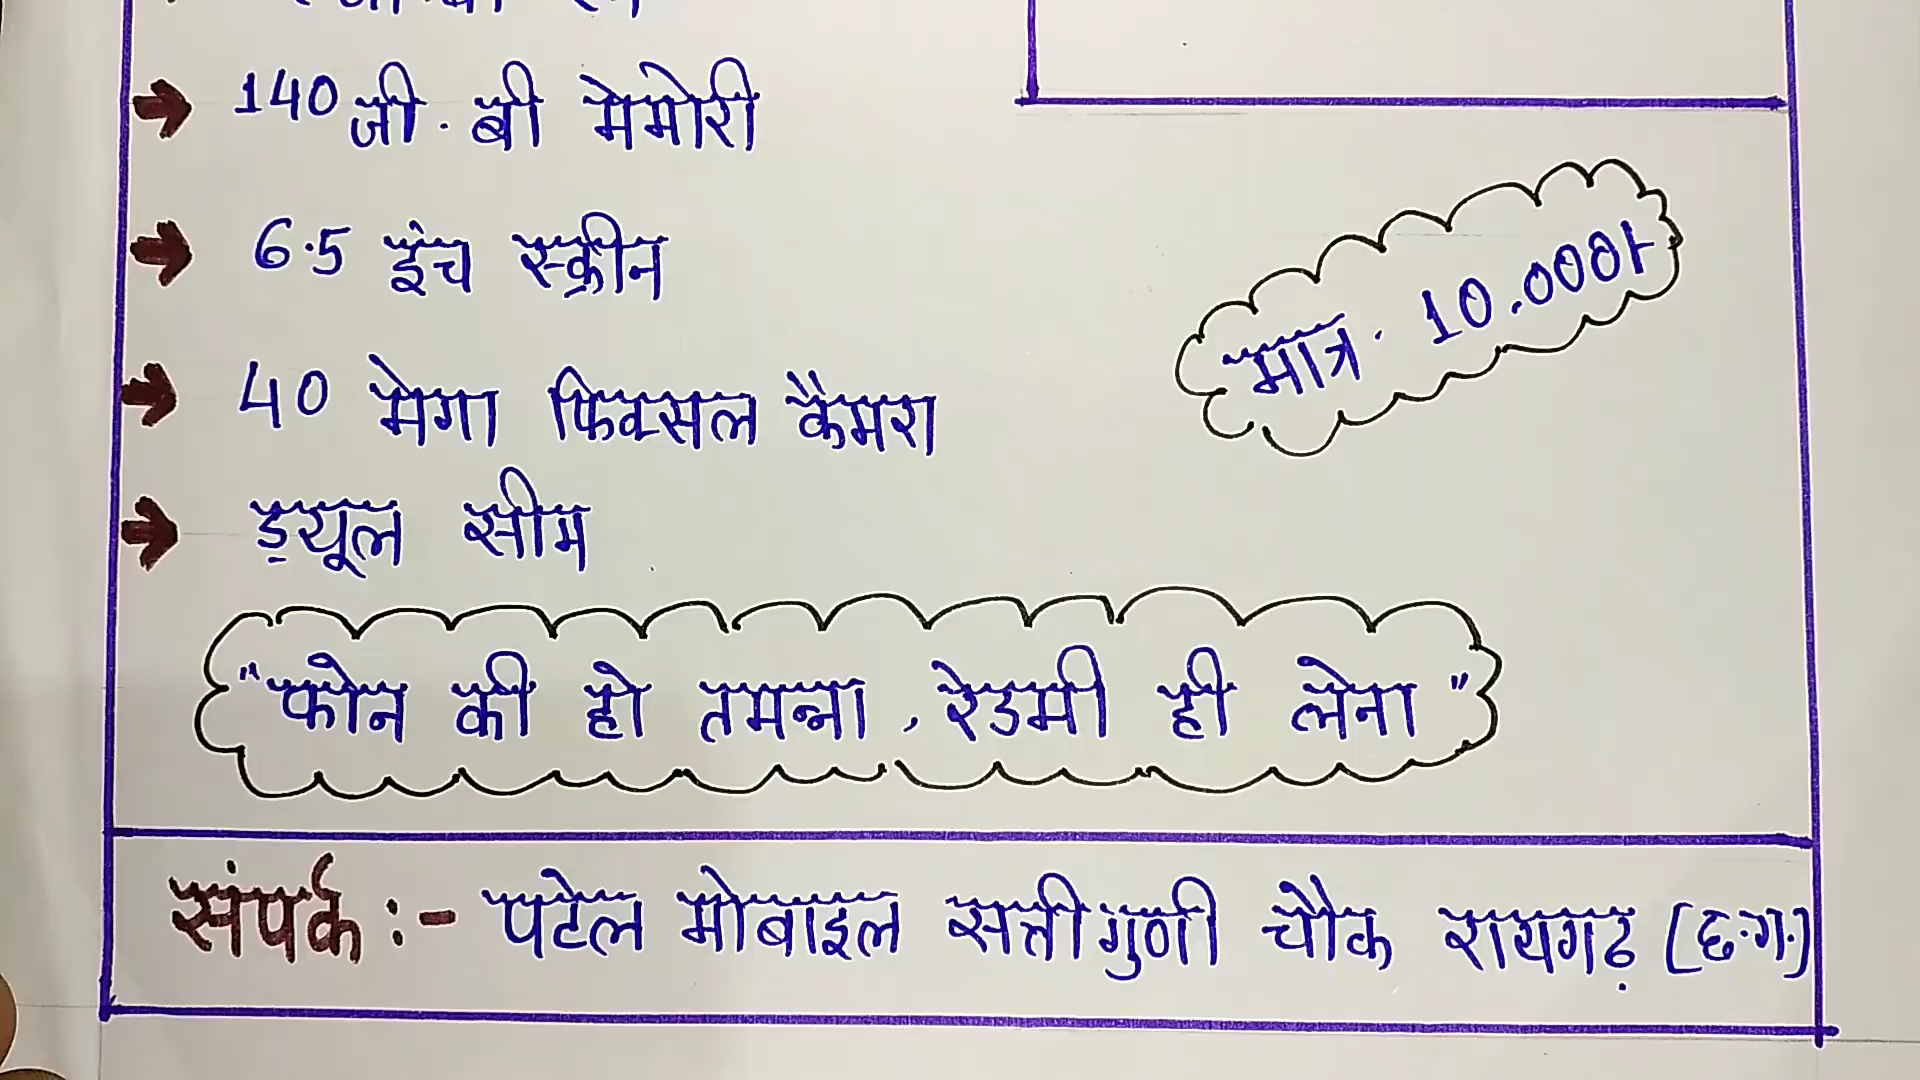 140 जी. बी मेमोरी
6.5 इंच स्क्रीन
मात्र. 10.000/-
40 मेगा फिक्सल कैमरा
ड़्यूल सीम
"फोन की हो तमन्ना, रेडमी ही लेना"
संपर्क :- पटेल मोबाइल सत्तीगुणी चौक रायगढ़ (छ.ग.)